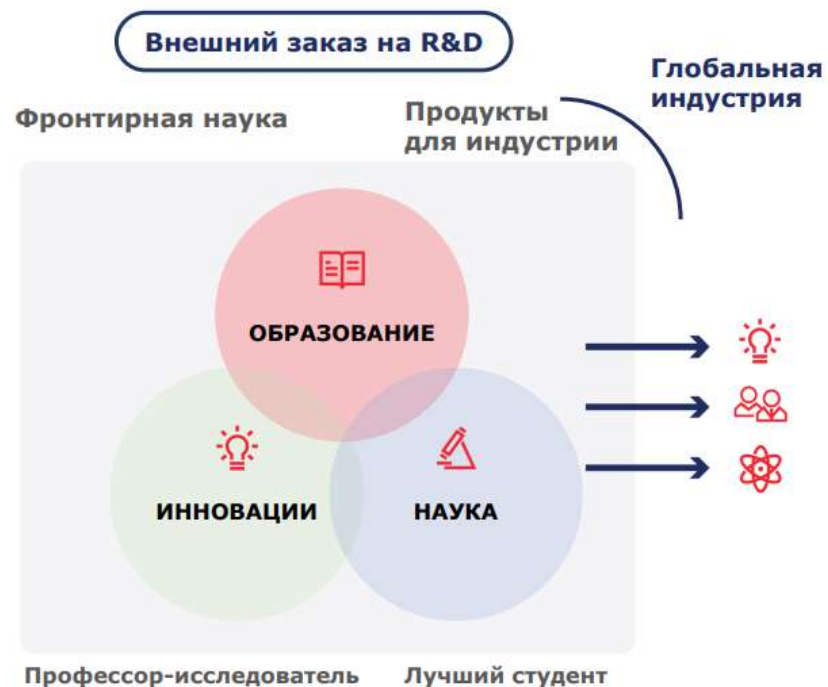 Внешний заказ на R&D
Глобальная
индустрия
Фронтирная наука
Продукты
для индустрии
ОБРАЗОВАНИЕ
ИННОВАЦИИ
НАУКА
Профессор-исследователь
Лучший студент